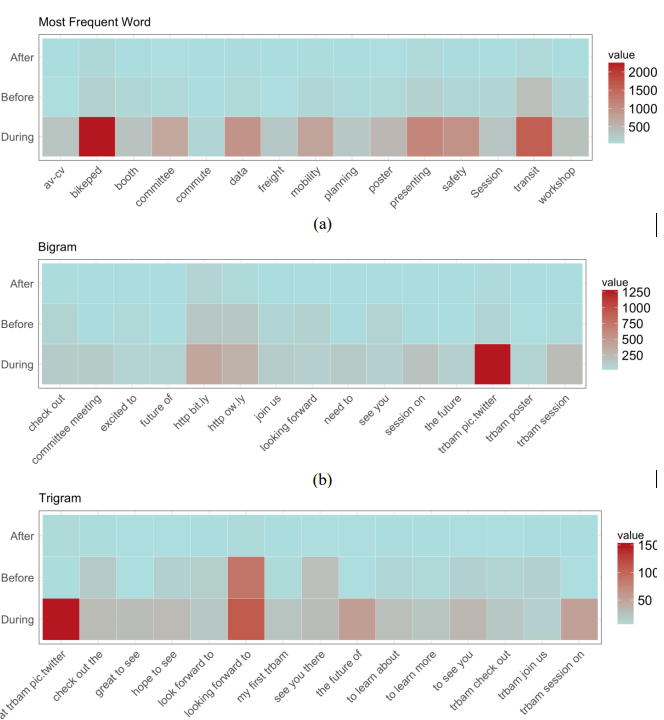 Most Frequent Word
After
Before
During
value
2000
1500
1000
500
av-cv
bikeped
booth
committee
commute
data
freight
mobility
planning
poster
presenting
safety
Session
transit
workshop
(a)
Bigram
After
Before
During
value
1250
1000
750
500
250
check out
committee meeting
excited to
future of
http bit.ly
http ow.ly
join us
looking forward
need to
see you
session on
the future
trbam pic.twitter
trbam poster
trbam session
(b)
Trigram
After
Before
During
value
150
100
50
at trbam pic.twitter
check out the
great to see
hope to see
look forward to
looking forward to
my first trbam
see you there
the future of
to learn about
to learn more
to see you
trbam check out
trbam join us
trbam session on